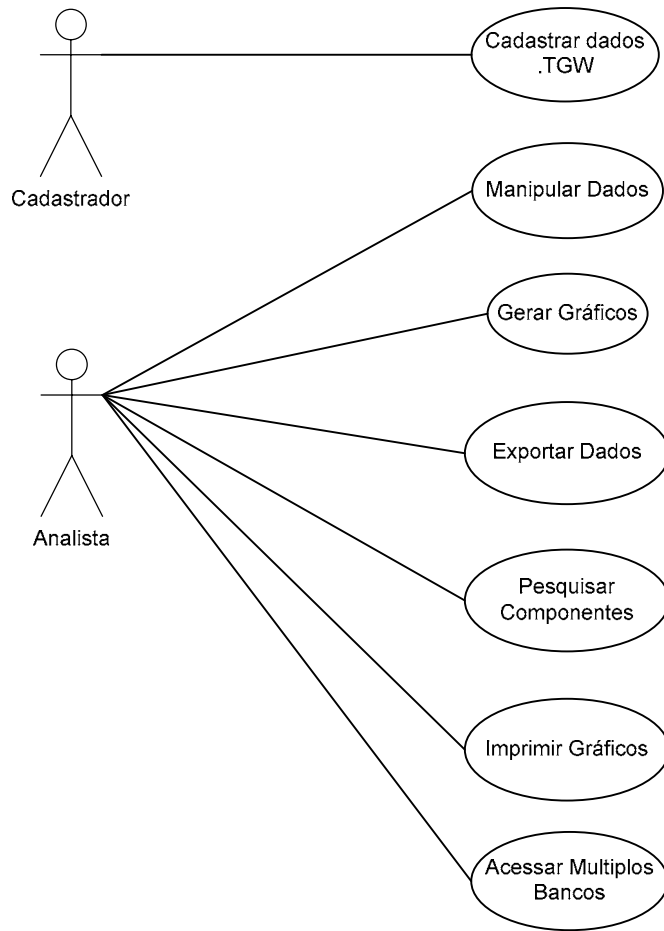 Cadastrar dados
.TGW
Cadastrador
Manipular Dados
Gerar Gráficos
Analista
Exportar Dados
Pesquisar
Componentes
Imprimir Gráficos
Acessar Multiplos
Bancos